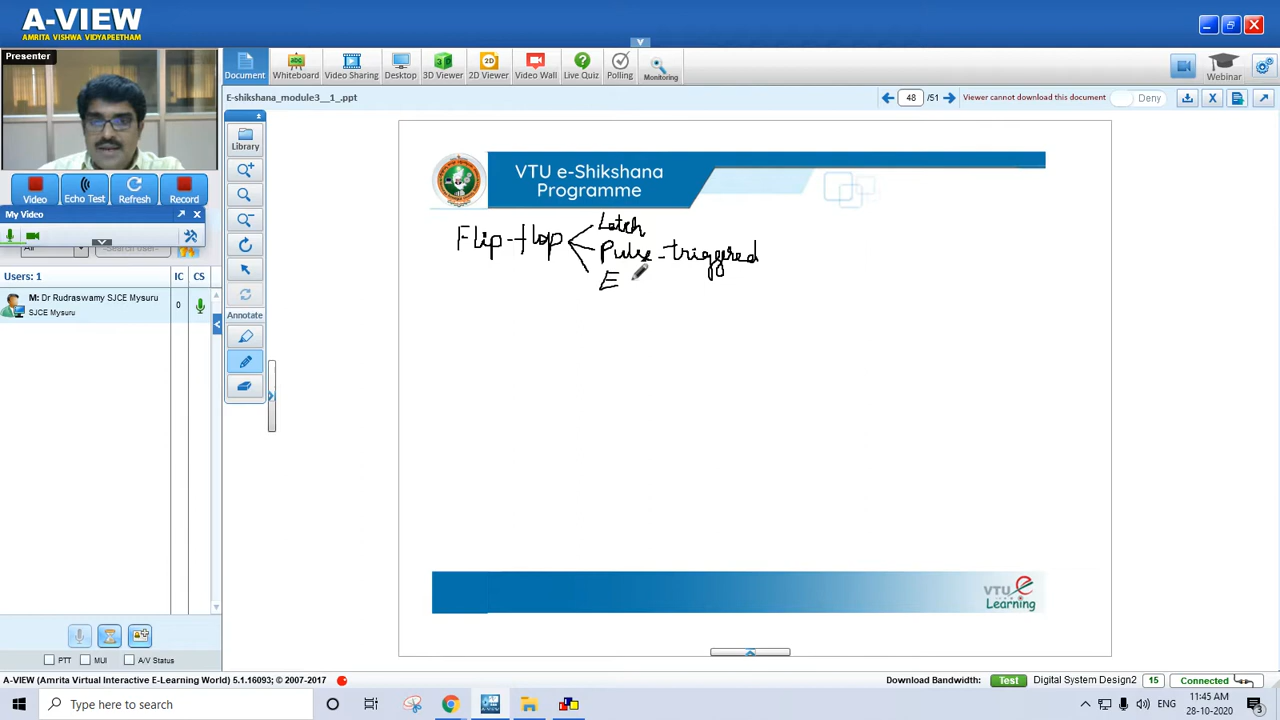 A-VIEW
AMRITA VISHWA VIDYAPEETHAM
Presenter
Document
Whiteboard
Video Sharing
Desktop
3D Viewer
2D Viewer
Video Wall
Live Quiz
Polling
Monitoring
Webinar
E-shikshana_module3__1_.ppt
48 /51
Viewer cannot download this document
Deny
Library
Annotate
Video
Echo Test
Refresh
Record
My Video
All
Users: 1
IC
CS
M: Dr Rudraswamy SJCE Mysuru
0
SJCE Mysuru
VTU e-Shikshana
Programme
Flip-flop
Latch
Pulse-triggered
E
VTU e
Learning
PTT
MUI
A/V Status
A-VIEW (Amrita Virtual Interactive E-Learning World) 5.1.16093; © 2007-2017
Download Bandwidth:
Test
Digital System Design2
15
Connected
Type here to search
ENG
11:45 AM
28-10-2020
3